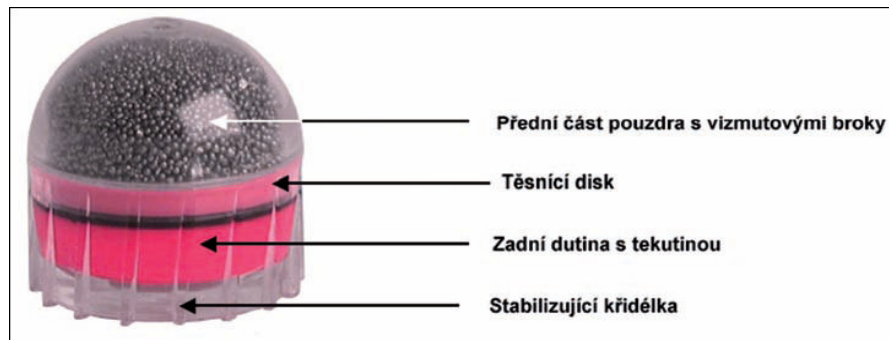 Přední část pouzdra s vizmutovými broky
Těsnící disk
Zadní dutina s tekutinou
Stabilizující křidélka